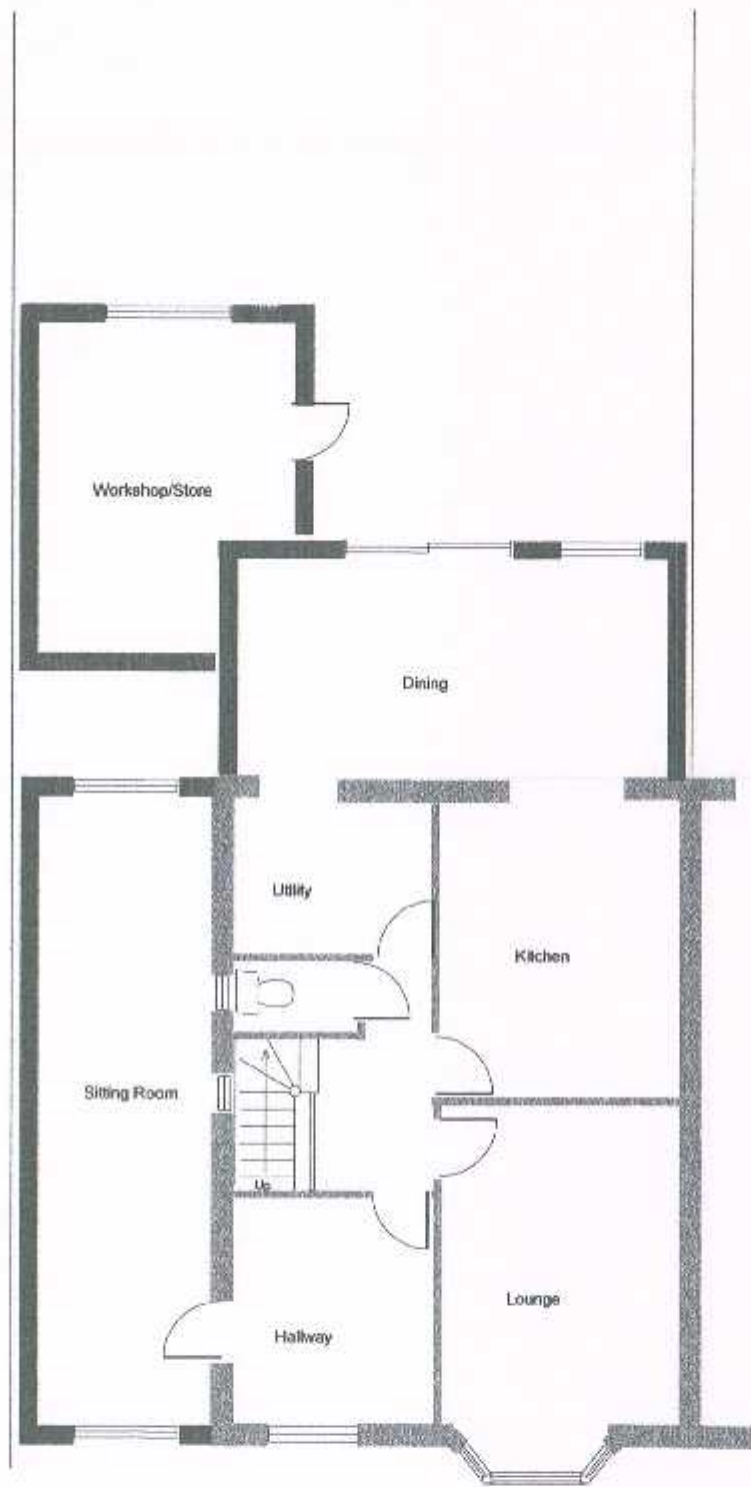 Workshop/Store
Dining
Utility
Kitchen
Sitting Room
Up
Lounge
Hallway